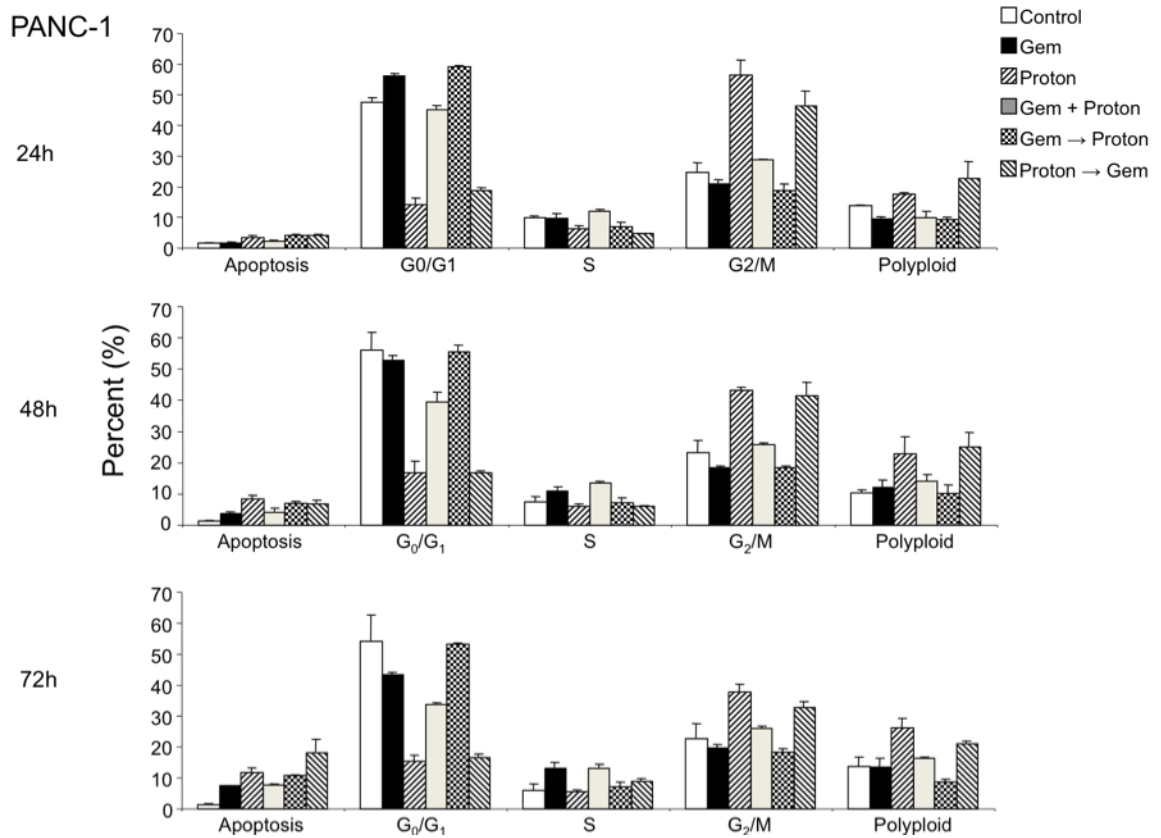 PANC-1
Control
Gem
Proton
Gem + Proton
Gem → Proton
Proton → Gem
24h
70
60
50
40
30
20
10
0
Apoptosis G0/G1 S G2/M Polyploid
Percent (%)
48h
70
60
50
40
30
20
10
0
Apoptosis G₀/G₁ S G₂/M Polyploid
72h
70
60
50
40
30
20
10
0
Apoptosis G₀/G₁ S G₂/M Polyploid